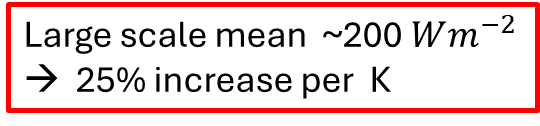 Large scale mean ~200 Wm⁻²
→ 25% increase per K